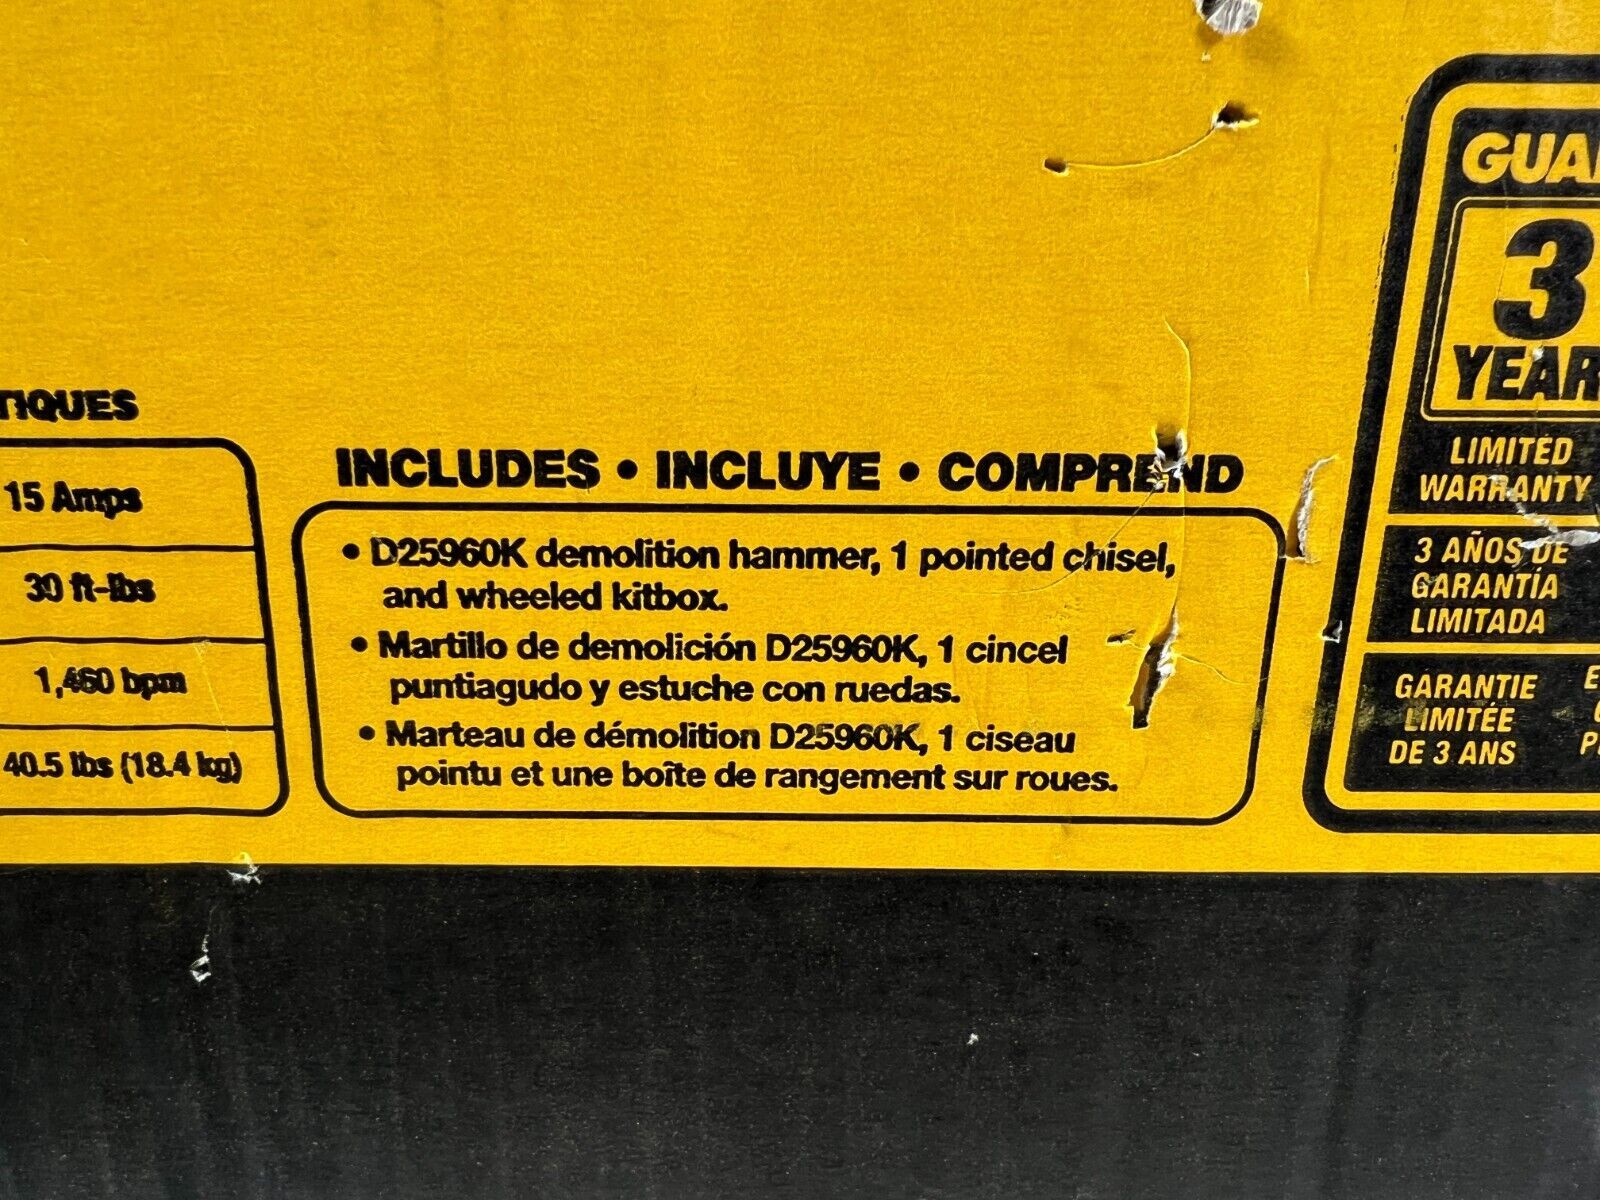 TIQUES
15 Amps
30 ft-lbs
1,460 bpm
40.5 lbs (18.4 kg)
INCLUDES • INCLUYE • COMPREND
• D25960K demolition hammer, 1 pointed chisel,
and wheeled kitbox.
• Martillo de demolición D25960K, 1 cincel
puntiagudo y estuche con ruedas.
• Marteau de démolition D25960K, 1 ciseau
pointu et une boîte de rangement sur roues.
GUA
3
YEAR
LIMITED
WARRANTY
3 AÑOS DE
GARANTÍA
LIMITADA
GARANTIE
LIMITÉE
DE 3 ANS